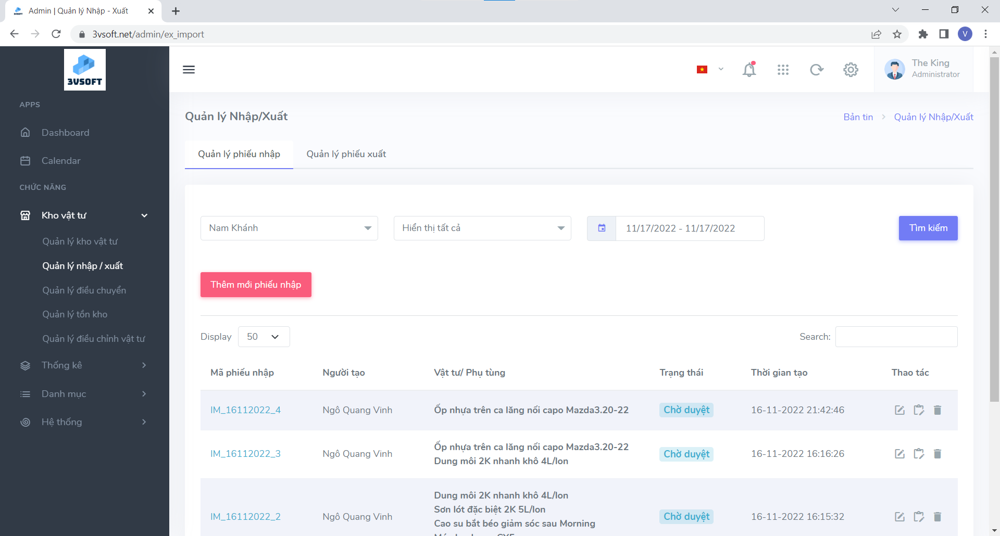 Admin | Quản lý Nhập - Xuất
3vsoft.net/admin/ex_import
V
3VSOFT
The King
Administrator
APPS
Dashboard
Calendar
CHỨC NĂNG
Kho vật tư
Quản lý kho vật tư
Quản lý nhập / xuất
Quản lý điều chuyển
Quản lý tồn kho
Quản lý điều chỉnh vật tư
Thống kê
Danh mục
Hệ thống
Quản lý Nhập/Xuất
Bản tin > Quản lý Nhập/Xuất
Quản lý phiếu nhập
Quản lý phiếu xuất
Nam Khánh
Hiển thị tất cả
11/17/2022 - 11/17/2022
Tìm kiếm
Thêm mới phiếu nhập
Display 50
Search:
Mã phiếu nhập Người tạo Vật tư/ Phụ tùng Trạng thái Thời gian tạo Thao tác
IM_16112022_4 Ngô Quang Vinh Ốp nhựa trên ca lăng nối capo Mazda3.20-22 Chờ duyệt 16-11-2022 21:42:46
IM_16112022_3 Ngô Quang Vinh Ốp nhựa trên ca lăng nối capo Mazda3.20-22 Chờ duyệt 16-11-2022 16:16:26
Dung môi 2K nhanh khô 4L/lon
IM_16112022_2 Ngô Quang Vinh Dung môi 2K nhanh khô 4L/lon Chờ duyệt 16-11-2022 16:15:32
Sơn lót đặc biệt 2K 5L/lon
Cao su bắt béo giảm sóc sau Morning